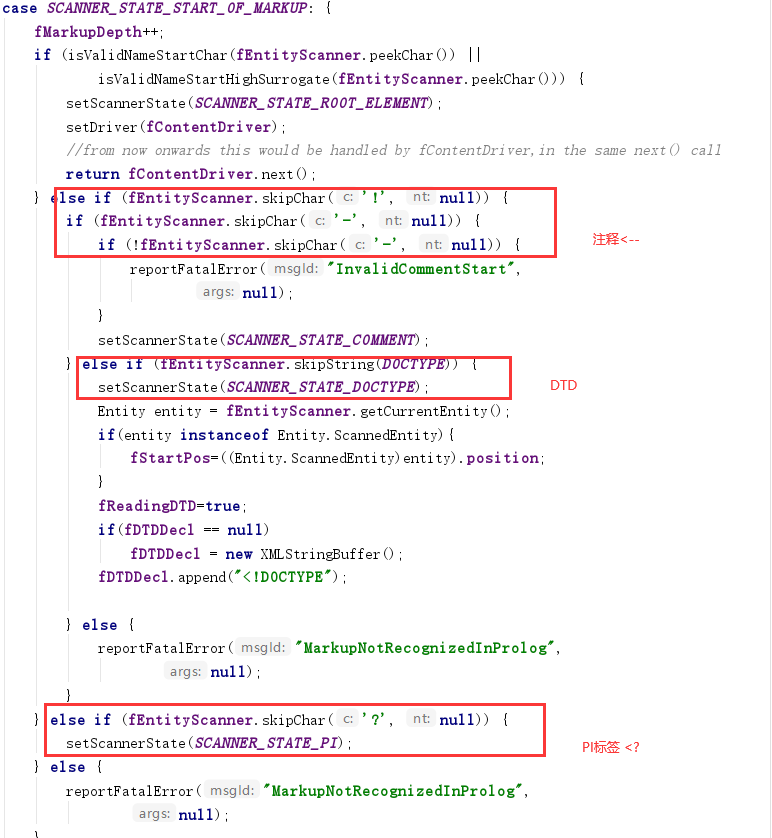 case SCANNER_STATE_START_OF_MARKUP: {
fMarkupDepth++;
if (isValidNameStartChar(fEntityScanner.peekChar()) ||
isValidNameStartHighSurrogate(fEntityScanner.peekChar())) {
setScannerState(SCANNER_STATE_ROOT_ELEMENT);
setDriver(fContentDriver);
//from now onwards this would be handled by fContentDriver,in the same next() call
return fContentDriver.next();
} else if (fEntityScanner.skipChar( c: '!', nt: null)) {
if (fEntityScanner.skipChar( c: '-', nt: null)) {
注释<--
if (!fEntityScanner.skipChar( c: '-', nt: null)) {
reportFatalError( msgId: "InvalidCommentStart",
args: null);
}
setScannerState(SCANNER_STATE_COMMENT);
} else if (fEntityScanner.skipString(DOCTYPE)) {
setScannerState(SCANNER_STATE_DOCTYPE);
DTD
Entity entity = fEntityScanner.getCurrentEntity();
if(entity instanceof Entity.ScannedEntity){
fStartPos=((Entity.ScannedEntity)entity).position;
}
fReadingDTD=true;
if(fDTDDecl == null)
fDTDDecl = new XMLStringBuffer();
fDTDDecl.append("<!DOCTYPE");
} else {
reportFatalError( msgId: "MarkupNotRecognizedInProlog",
args: null);
}
} else if (fEntityScanner.skipChar( c: '?', nt: null)) {
setScannerState(SCANNER_STATE_PI);
PI标签 <?
} else {
reportFatalError( msgId: "MarkupNotRecognizedInProlog",
args: null);
}